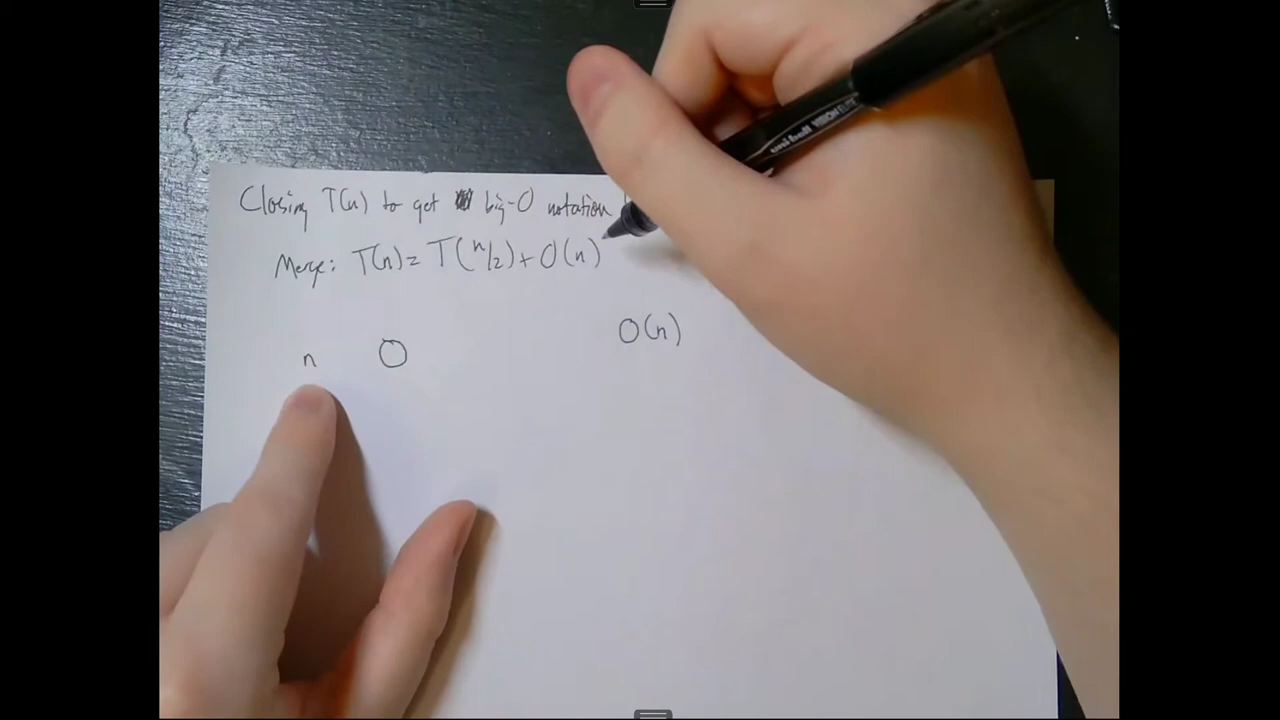 Closing T(n) to get big-O notation
Merge: T(n) = T(n/2) + O(n)
n O O(n)
uni-ball VISION ELITE